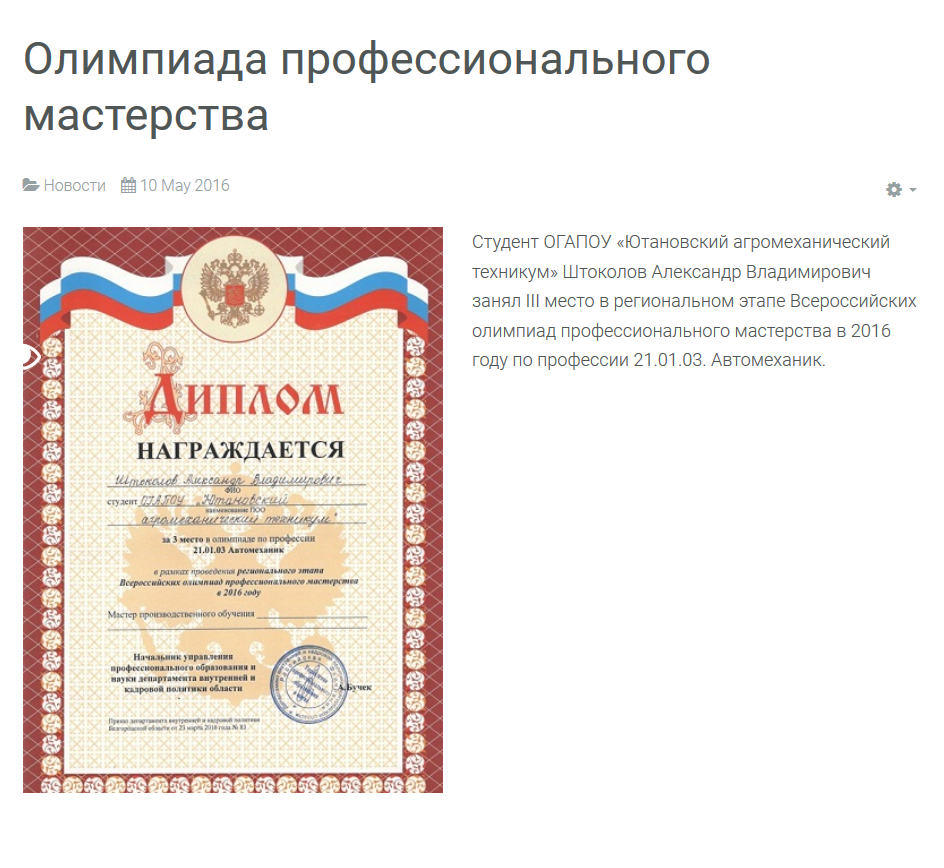 Олимпиада профессионального
мастерства
Новости 10 May 2016
Студент ОГАПОУ «Ютановский агромеханический
техникум» Штоколов Александр Владимирович
занял III место в региональном этапе Всероссийских
олимпиад профессионального мастерства в 2016
году по профессии 21.01.03. Автомеханик.
Диплом
НАГРАЖДАЕТСЯ
Штоколов Александр Владимирович
ФИО
студент ОГАПОУ „Ютановский
наименование ПОО
агромеханический техникум"
за 3 место в олимпиаде по профессии
21.01.03 Автомеханик
в рамках проведения регионального этапа
Всероссийских олимпиад профессионального мастерства
в 2016 году
Мастер производственного обучения
Начальник управления
профессионального образования и
науки департамента внутренней и
кадровой политики области
А.Бучек
Приказ департамента внутренней и кадровой политики
Белгородской области от 25 марта 2016 года № 83